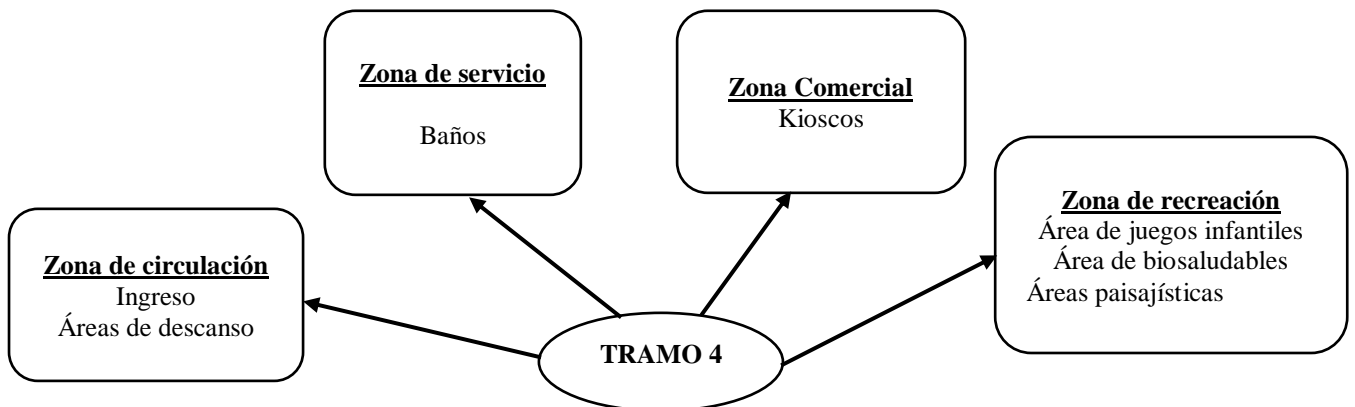 Zona de servicio
Baños
Zona Comercial
Kioscos
Zona de recreación
Área de juegos infantiles
Área de biosaludables
Áreas paisajísticas
Zona de circulación
Ingreso
Áreas de descanso
TRAMO 4